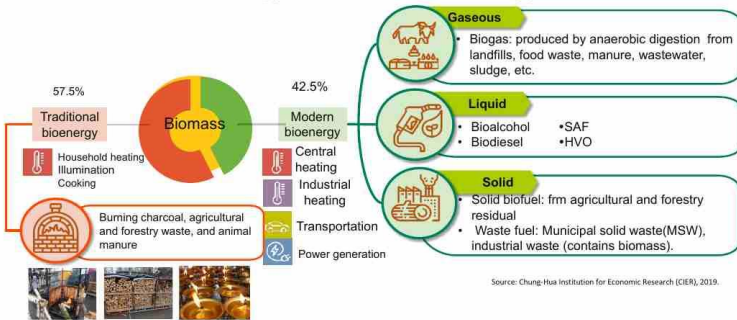 57.5%
Traditional
bioenergy
Biomass
42.5%
Modern
bioenergy
Household heating
Illumination
Cooking
Burning charcoal, agricultural
and forestry waste, and animal
manure
Central
heating
Industrial
heating
Transportation
Power generation
Gaseous
• Biogas: produced by anaerobic digestion from
landfills, food waste, manure, wastewater,
sludge, etc.
Liquid
• Bioalcohol •SAF
• Biodiesel •HVO
Solid
• Solid biofuel: frm agricultural and forestry
residual
• Waste fuel: Municipal solid waste(MSW),
industrial waste (contains biomass).
Source: Chung-Hua Institution for Economic Research (CIER), 2019.